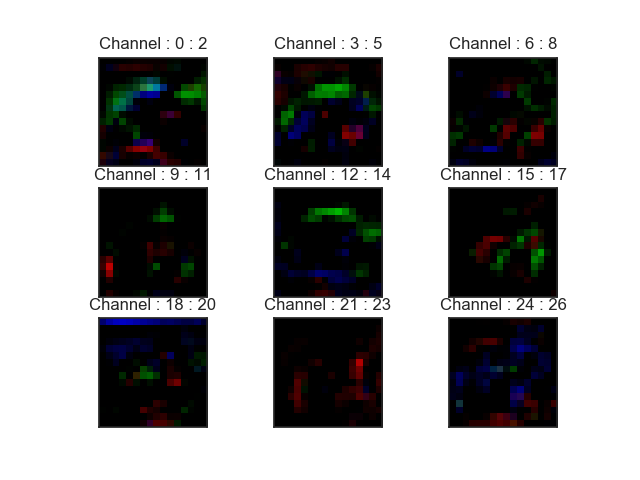 Channel : 0 : 2
Channel : 3 : 5
Channel : 6 : 8
Channel : 9 : 11
Channel : 12 : 14
Channel : 15 : 17
Channel : 18 : 20
Channel : 21 : 23
Channel : 24 : 26